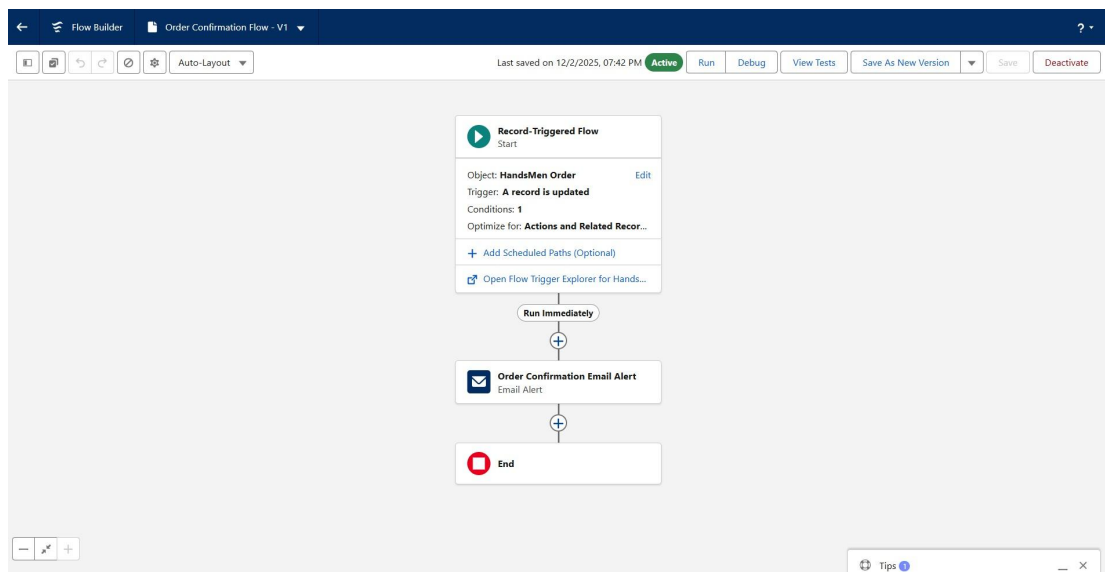 Flow Builder Order Confirmation Flow - V1 ?
Auto-Layout Last saved on 12/2/2025, 07:42 PM Active Run Debug View Tests Save As New Version Save Deactivate
Record-Triggered Flow
Start
Object: HandsMen Order Edit
Trigger: A record is updated
Conditions: 1
Optimize for: Actions and Related Recor...
+ Add Scheduled Paths (Optional)
Open Flow Trigger Explorer for Hands...
Run Immediately
Order Confirmation Email Alert
Email Alert
End
Tips 1